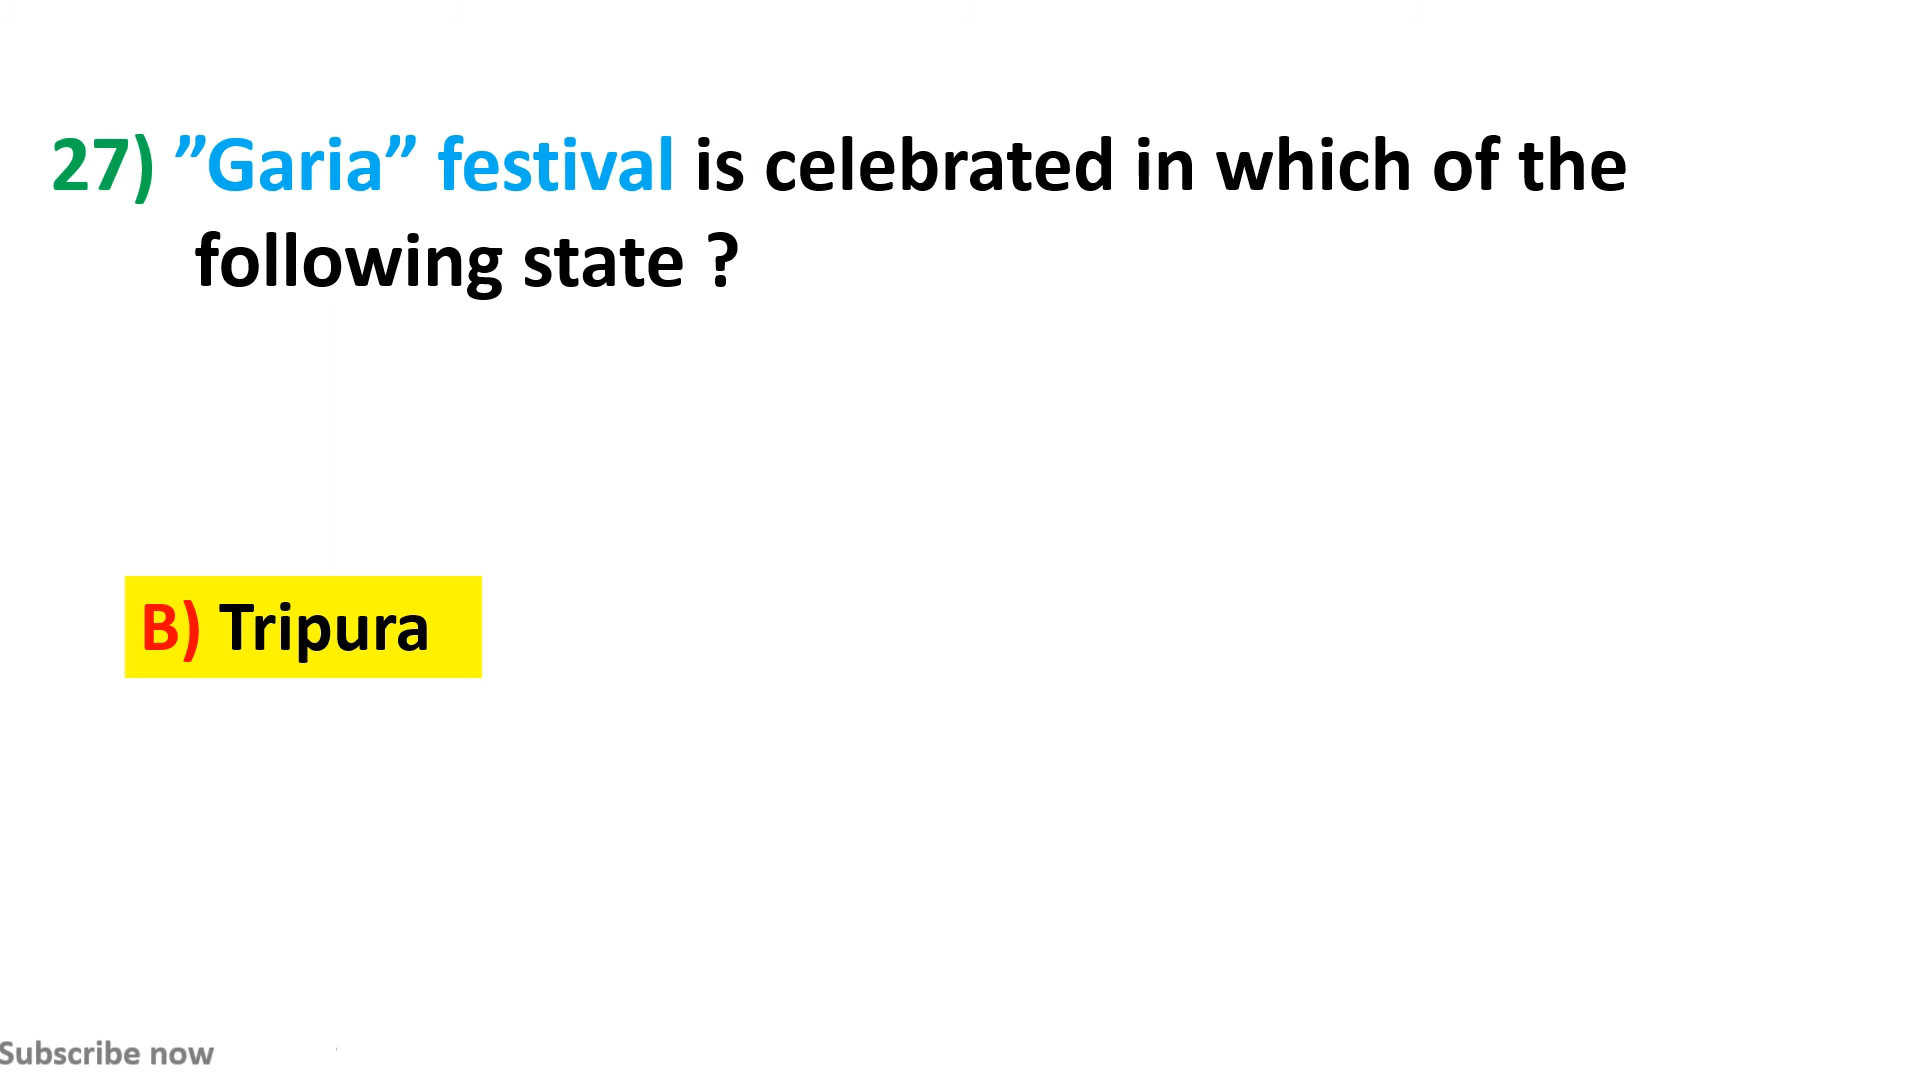 27) ”Garia” festival is celebrated in which of the
following state ?
B) Tripura
Subscribe now